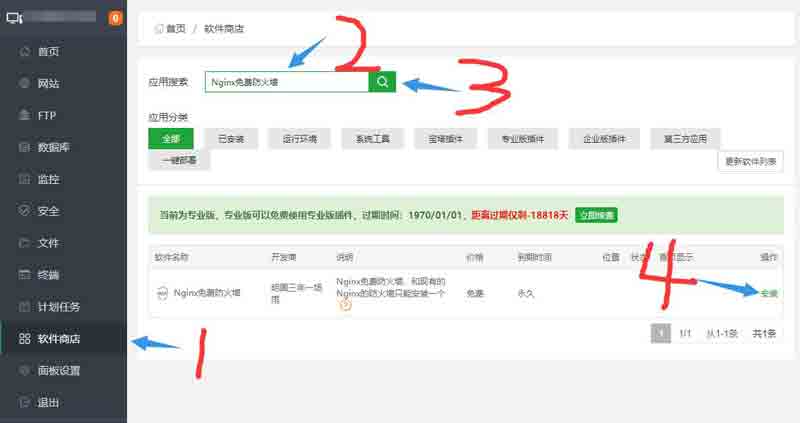 0
首页
网站
FTP
数据库
监控
安全
文件
终端
计划任务
软件商店
面板设置
退出
首页 / 软件商店
应用搜索 Nginx免费防火墙
应用分类
全部 已安装 运行环境 系统工具 宝塔插件 专业版插件 企业版插件 第三方应用
一键部署 更新软件列表
当前为专业版，专业版可以免费使用专业版插件，过期时间：1970/01/01，距离过期仅剩-18818天 立即续费
软件名称 开发商 说明 价格 到期时间 位置 状态 首页显示 操作
Nginx免费防火墙 民国三年一场雨 Nginx免费防火墙，和现有的Nginx的防火墙只能安装一个 免费 永久 安装
1 1/1 从1-1条 共1条
1
2
3
4